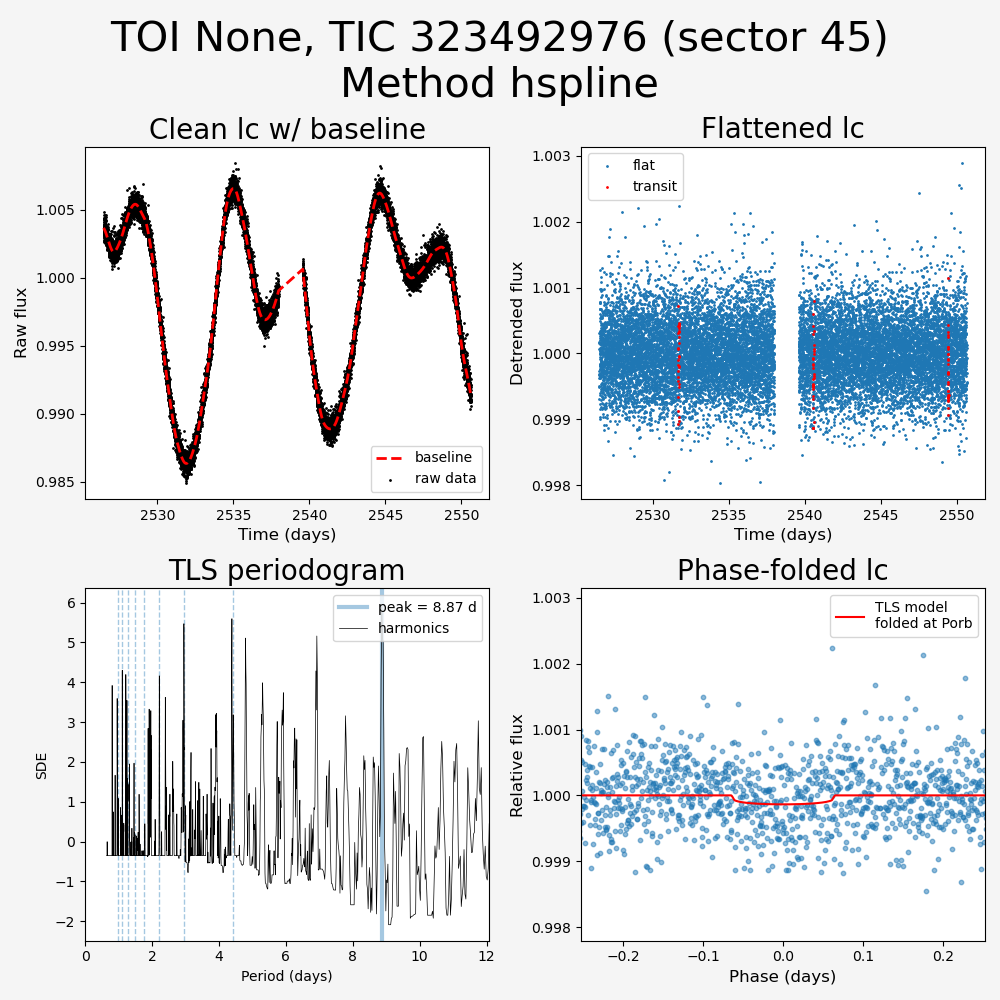 TOI None, TIC 323492976 (sector 45)
Method hspline
Clean lc w/ baseline
Raw flux
1.005
1.000
0.995
0.990
0.985
baseline
raw data
2530
2535
2540
2545
2550
Time (days)
Flattened lc
Detrended flux
1.003
1.002
1.001
1.000
0.999
0.998
flat
transit
2530
2535
2540
2545
2550
Time (days)
TLS periodogram
SDE
6
5
4
3
2
1
0
−1
−2
peak = 8.87 d
harmonics
0
2
4
6
8
10
12
Period (days)
Phase-folded lc
Relative flux
1.003
1.002
1.001
1.000
0.999
0.998
TLS model
folded at Porb
−0.2
−0.1
0.0
0.1
0.2
Phase (days)